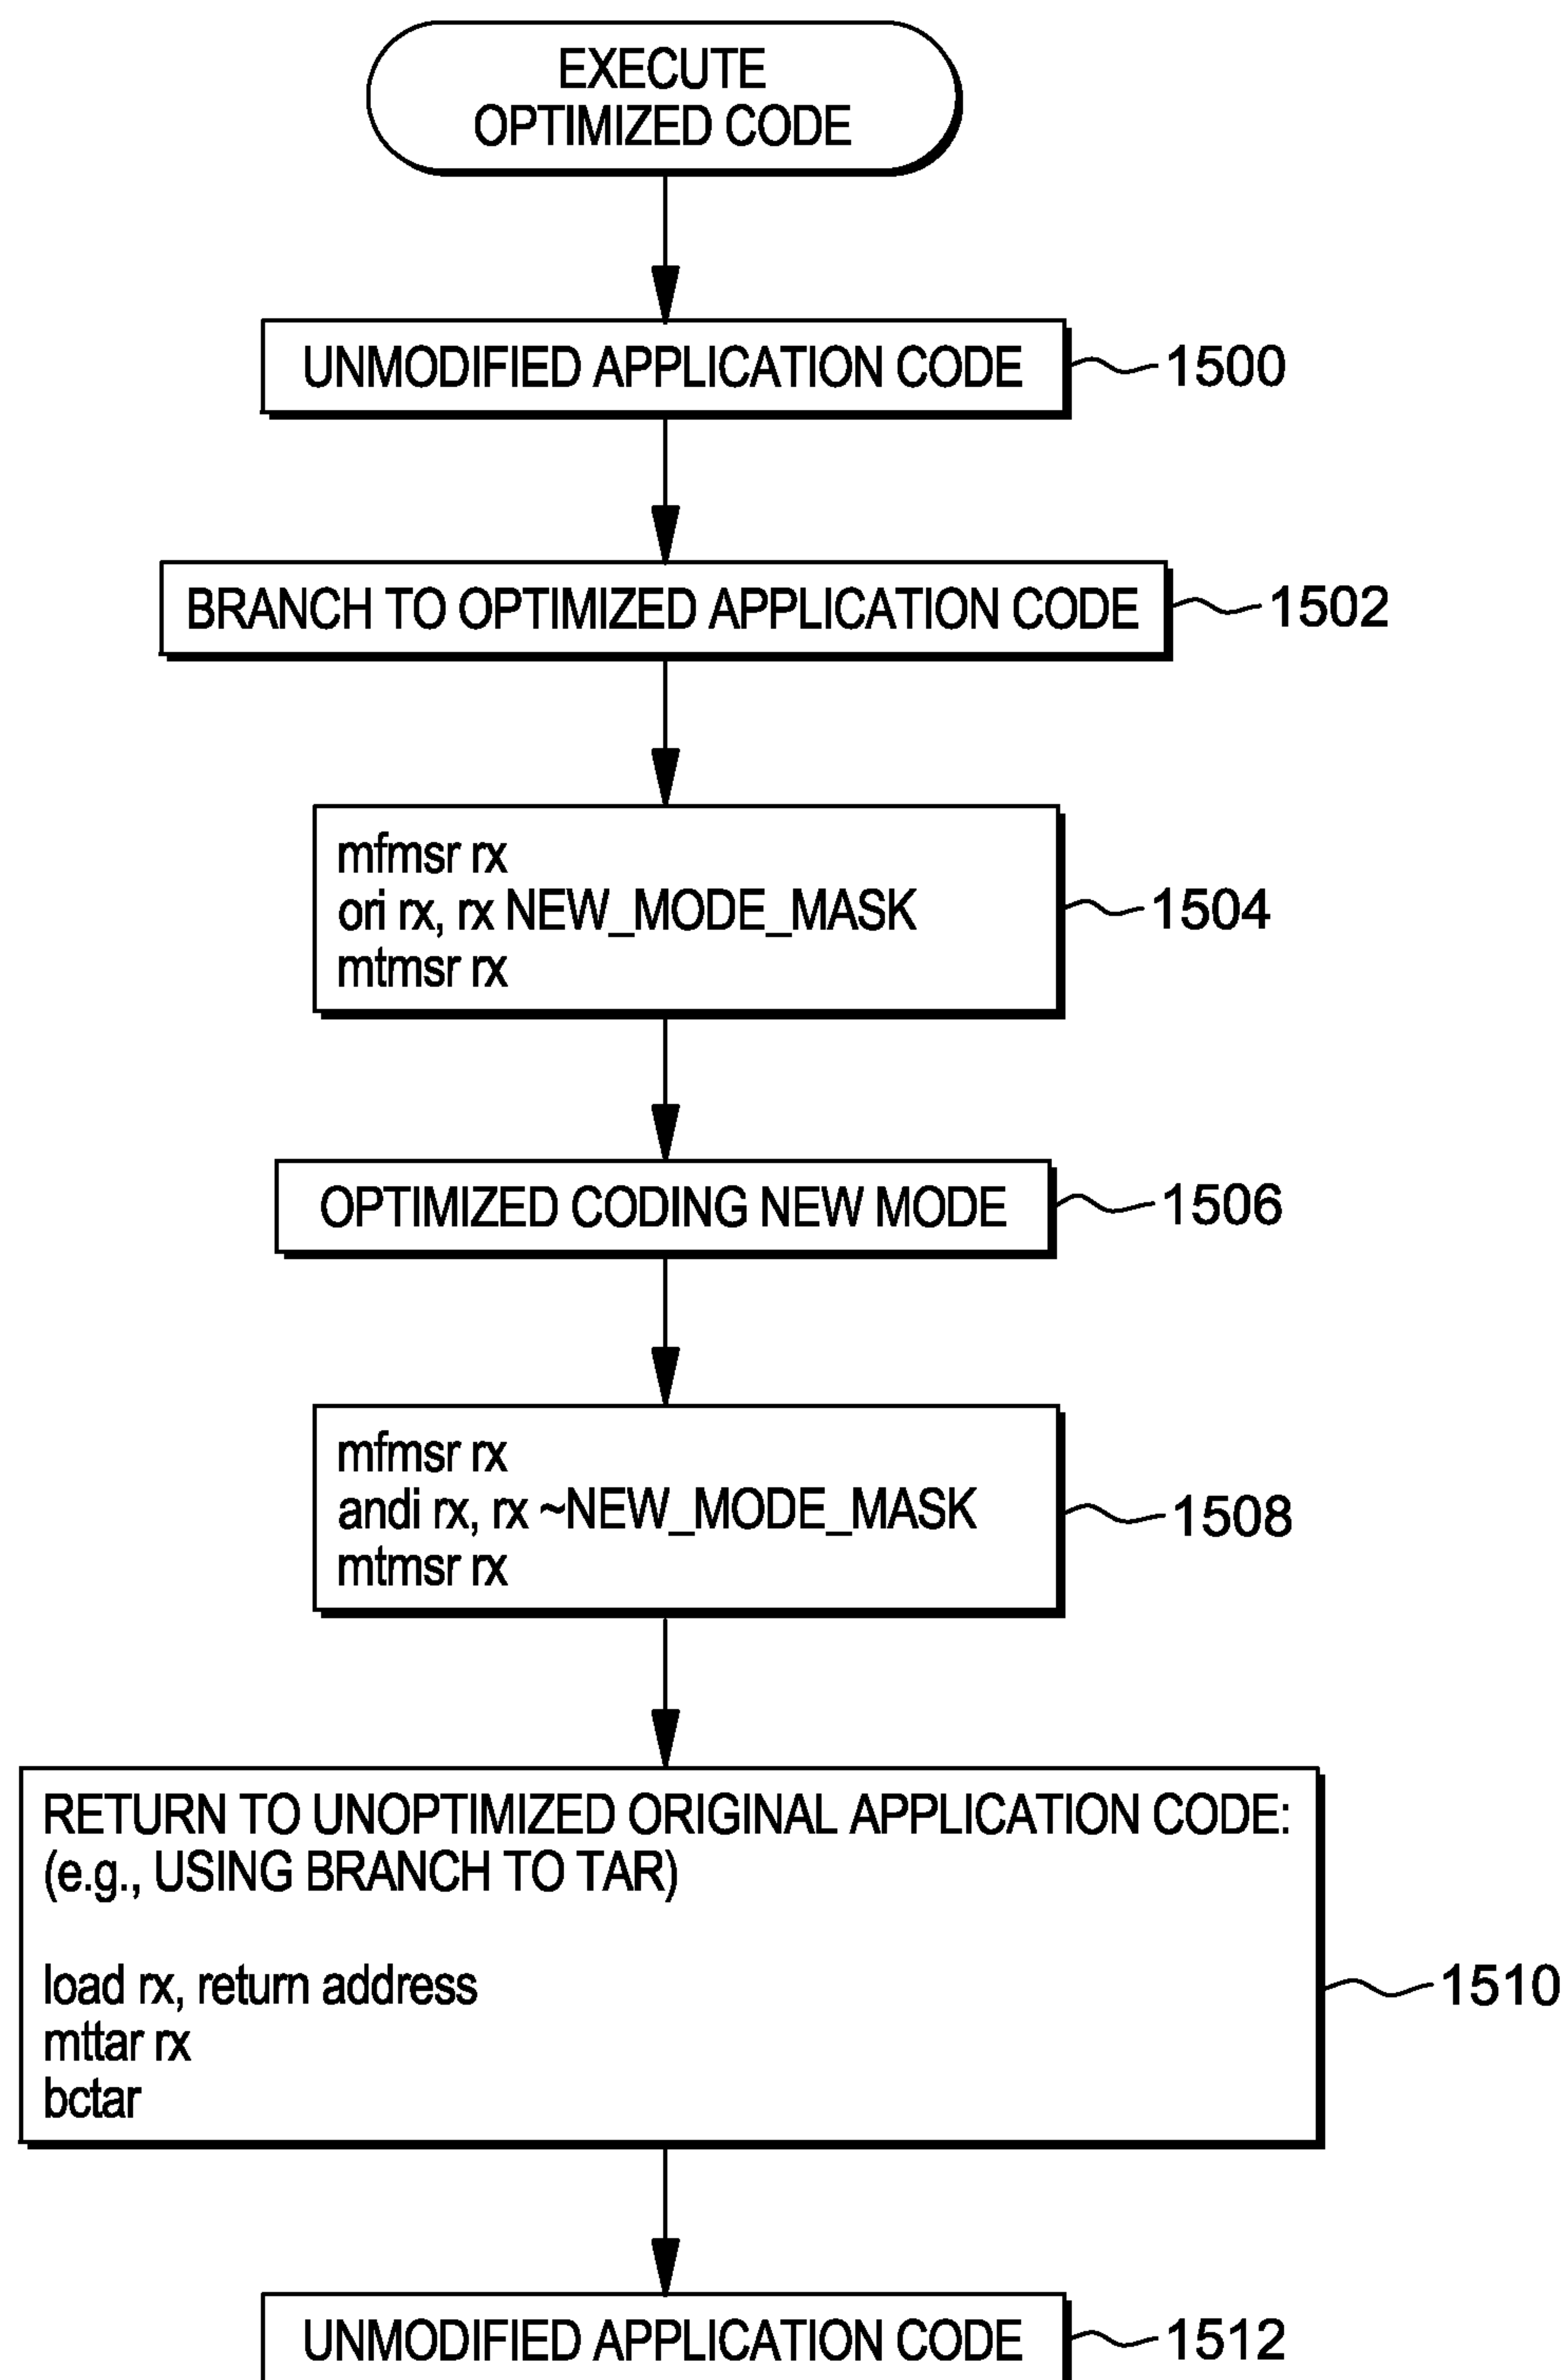 EXECUTE
OPTIMIZED CODE
UNMODIFIED APPLICATION CODE
1500
BRANCH TO OPTIMIZED APPLICATION CODE
1502
mfmsr rx
ori rx, rx NEW_MODE_MASK
mtmsr rx
1504
OPTIMIZED CODING NEW MODE
1506
mfmsr rx
andi rx, rx ~NEW_MODE_MASK
mtmsr rx
1508
RETURN TO UNOPTIMIZED ORIGINAL APPLICATION CODE:
(e.g., USING BRANCH TO TAR)
load rx, return address
mttar rx
bctar
1510
UNMODIFIED APPLICATION CODE
1512